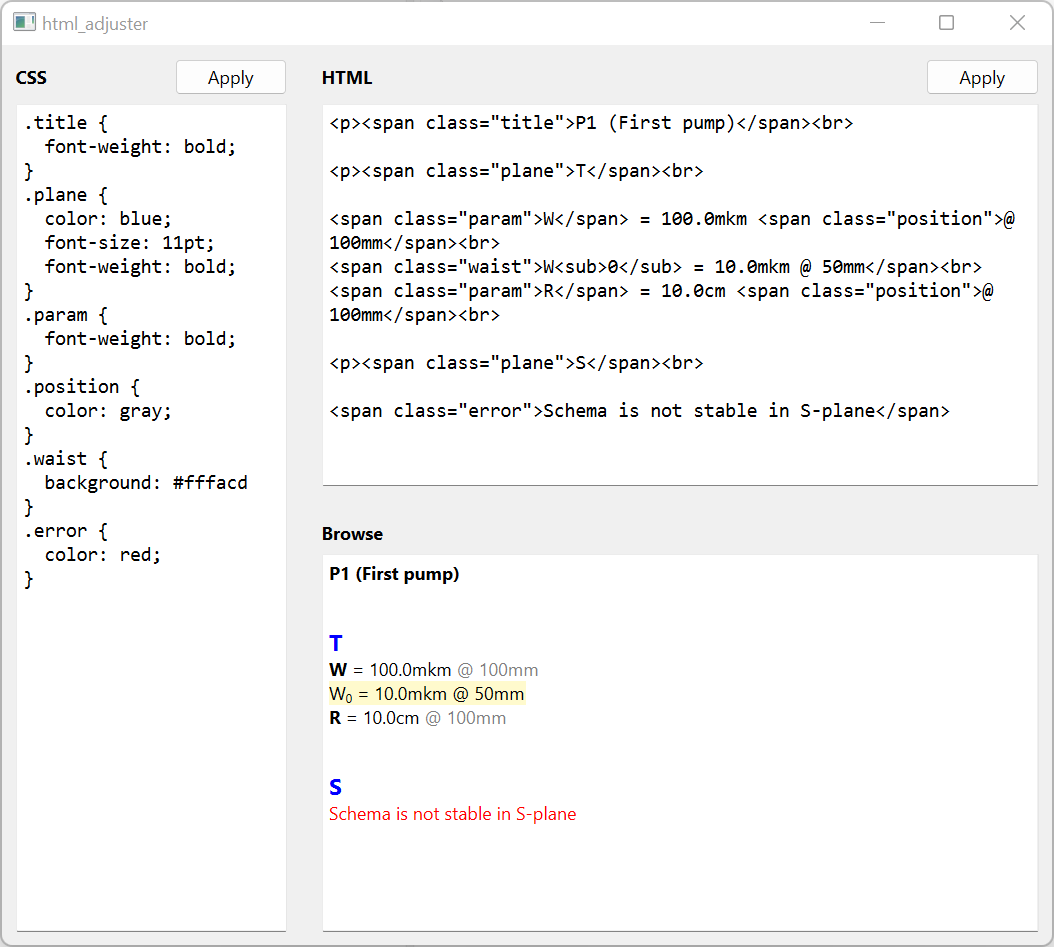 html_adjuster
CSS
Apply
.title {
  font-weight: bold;
}
.plane {
  color: blue;
  font-size: 11pt;
  font-weight: bold;
}
.param {
  font-weight: bold;
}
.position {
  color: gray;
}
.waist {
  background: #fffacd
}
.error {
  color: red;
}
HTML
Apply
<p><span class="title">P1 (First pump)</span><br>
<p><span class="plane">T</span><br>
<span class="param">W</span> = 100.0mkm <span class="position">@
100mm</span><br>
<span class="waist">W<sub>0</sub> = 10.0mkm @ 50mm</span><br>
<span class="param">R</span> = 10.0cm <span class="position">@
100mm</span><br>
<p><span class="plane">S</span><br>
<span class="error">Schema is not stable in S-plane</span>
Browse
P1 (First pump)
T
W = 100.0mkm @ 100mm
W0 = 10.0mkm @ 50mm
R = 10.0cm @ 100mm
S
Schema is not stable in S-plane